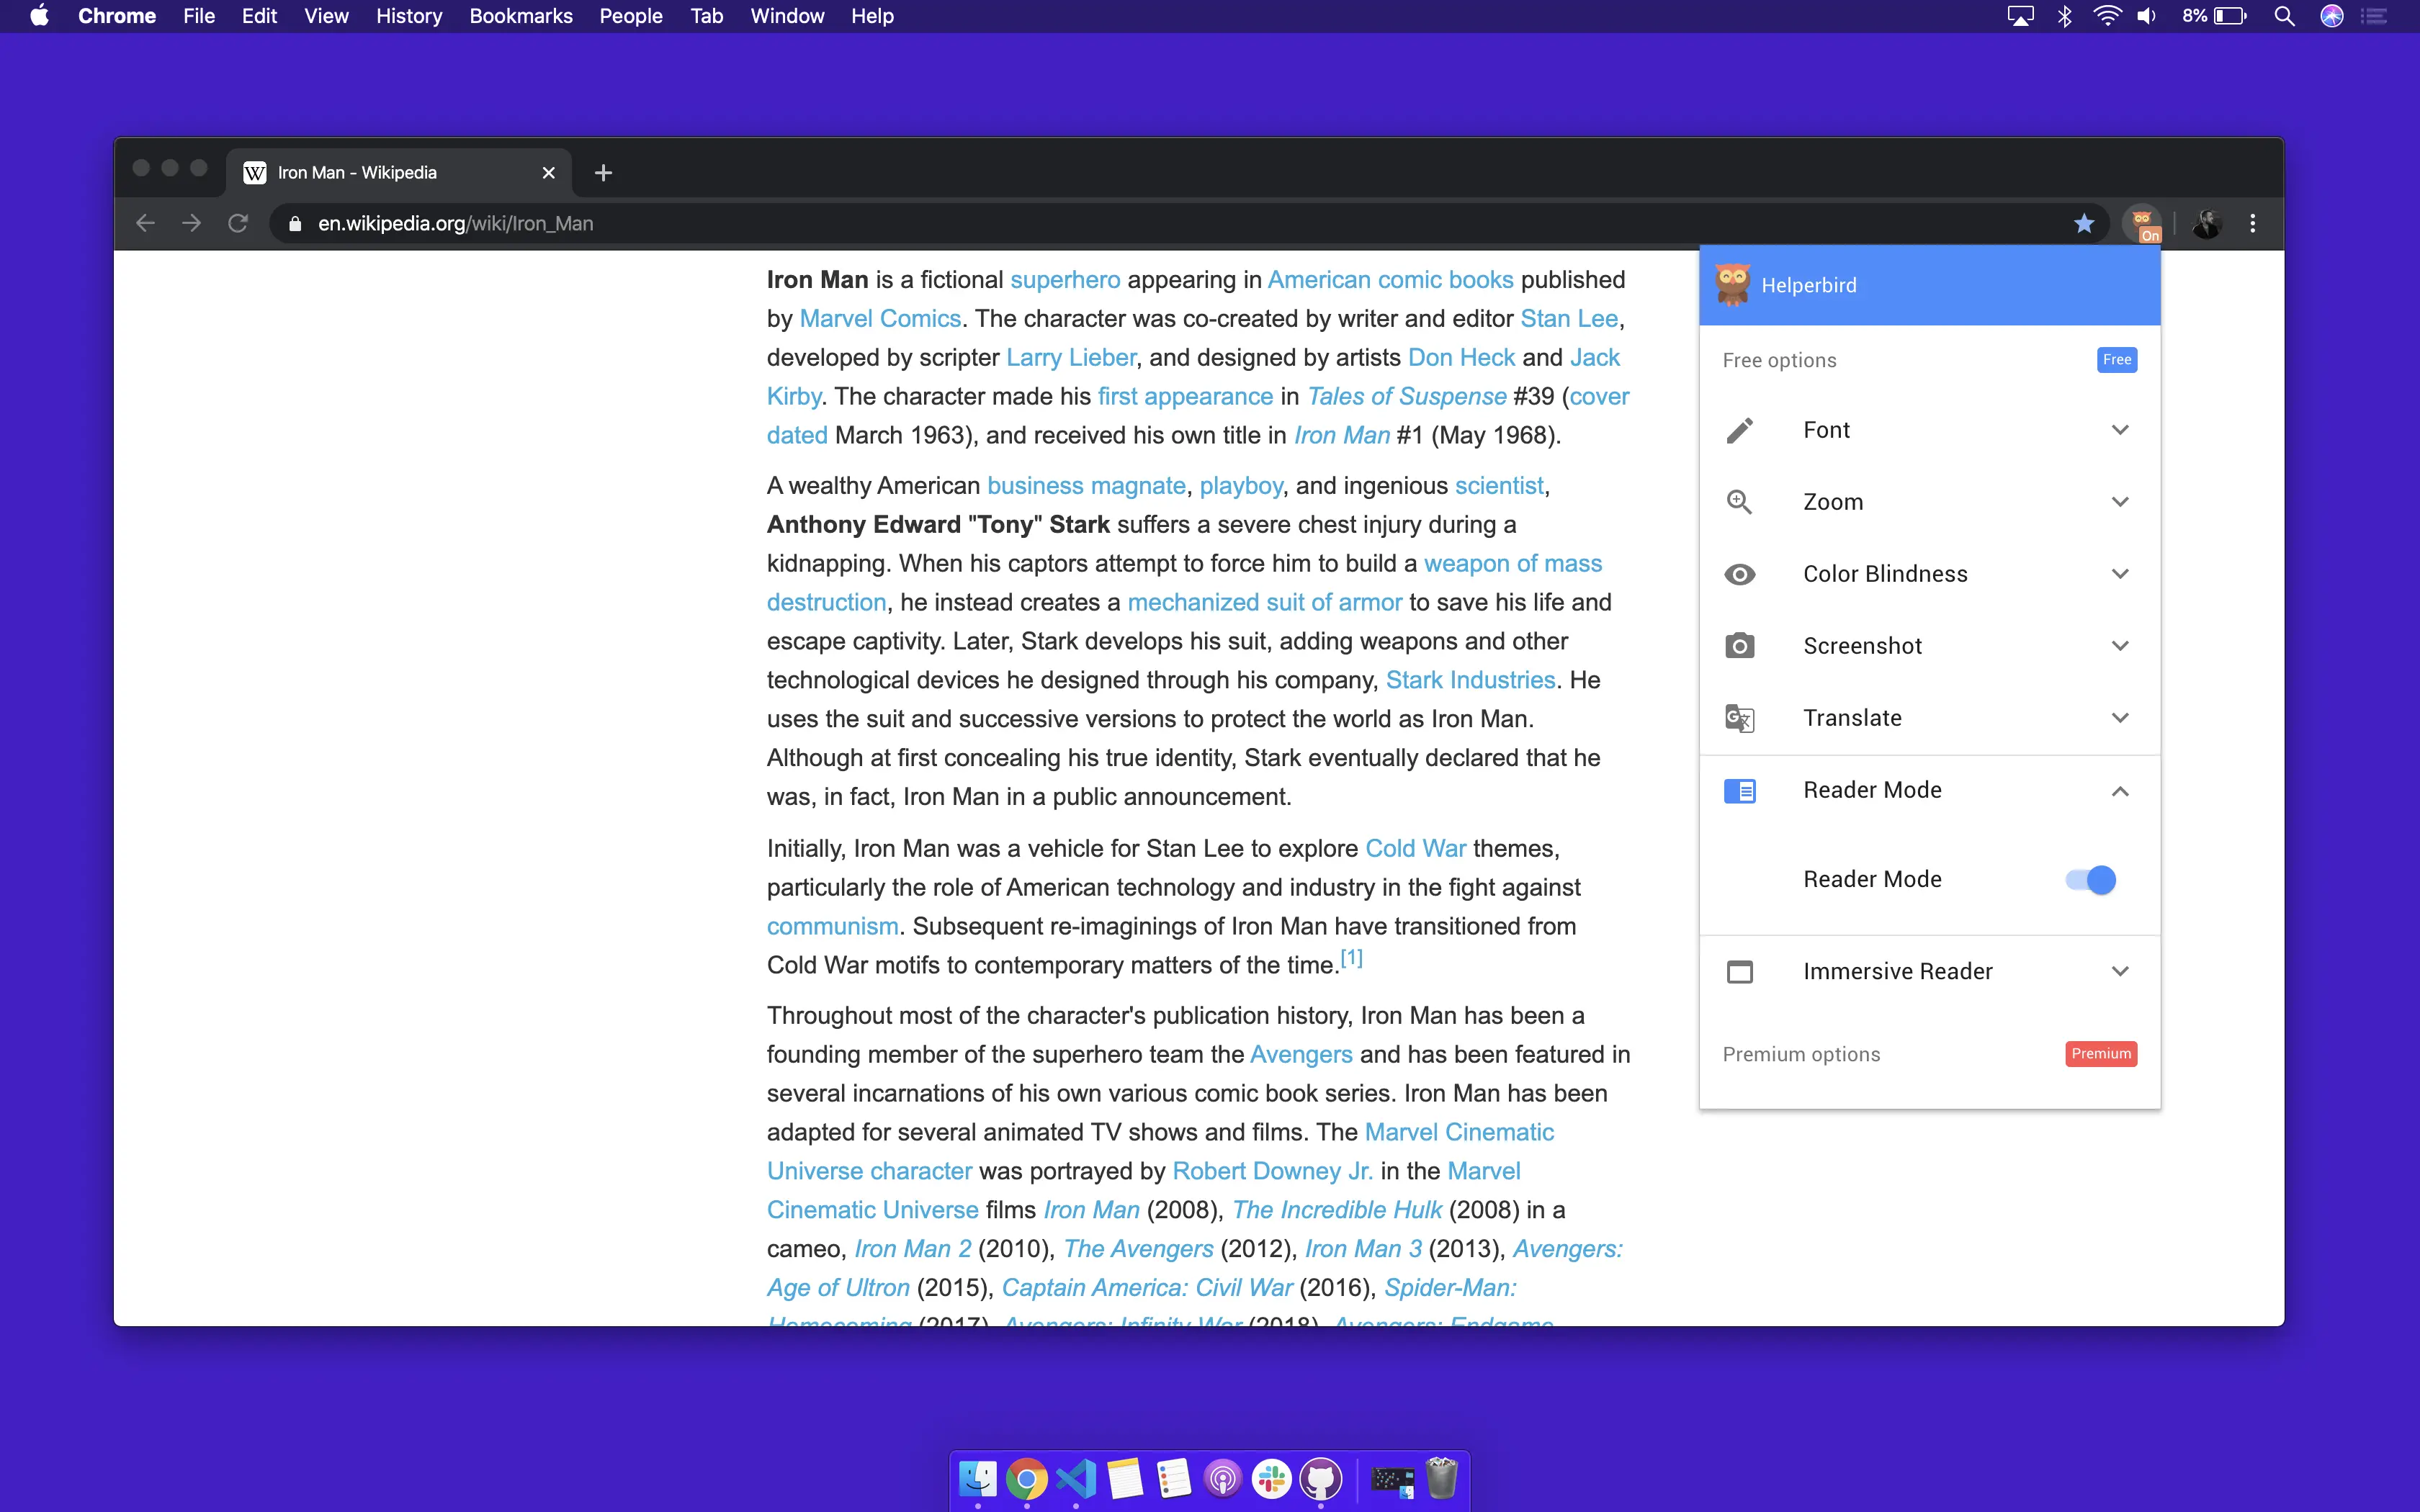 Chrome File Edit View History Bookmarks People Tab Window Help
8%
W Iron Man - Wikipedia
en.wikipedia.org/wiki/Iron_Man
On
Iron Man is a fictional superhero appearing in American comic books published
by Marvel Comics. The character was co-created by writer and editor Stan Lee,
developed by scripter Larry Lieber, and designed by artists Don Heck and Jack
Kirby. The character made his first appearance in Tales of Suspense #39 (cover
dated March 1963), and received his own title in Iron Man #1 (May 1968).
A wealthy American business magnate, playboy, and ingenious scientist,
Anthony Edward "Tony" Stark suffers a severe chest injury during a
kidnapping. When his captors attempt to force him to build a weapon of mass
destruction, he instead creates a mechanized suit of armor to save his life and
escape captivity. Later, Stark develops his suit, adding weapons and other
technological devices he designed through his company, Stark Industries. He
uses the suit and successive versions to protect the world as Iron Man.
Although at first concealing his true identity, Stark eventually declared that he
was, in fact, Iron Man in a public announcement.
Initially, Iron Man was a vehicle for Stan Lee to explore Cold War themes,
particularly the role of American technology and industry in the fight against
communism. Subsequent re-imaginings of Iron Man have transitioned from
Cold War motifs to contemporary matters of the time.[1]
Throughout most of the character's publication history, Iron Man has been a
founding member of the superhero team the Avengers and has been featured in
several incarnations of his own various comic book series. Iron Man has been
adapted for several animated TV shows and films. The Marvel Cinematic
Universe character was portrayed by Robert Downey Jr. in the Marvel
Cinematic Universe films Iron Man (2008), The Incredible Hulk (2008) in a
cameo, Iron Man 2 (2010), The Avengers (2012), Iron Man 3 (2013), Avengers:
Age of Ultron (2015), Captain America: Civil War (2016), Spider-Man:
Homecoming (2017), Avengers: Infinity War (2018), Avengers: Endgame
Helperbird
Free options Free
Font
Zoom
Color Blindness
Screenshot
Translate
Reader Mode
Reader Mode
Immersive Reader
Premium options Premium